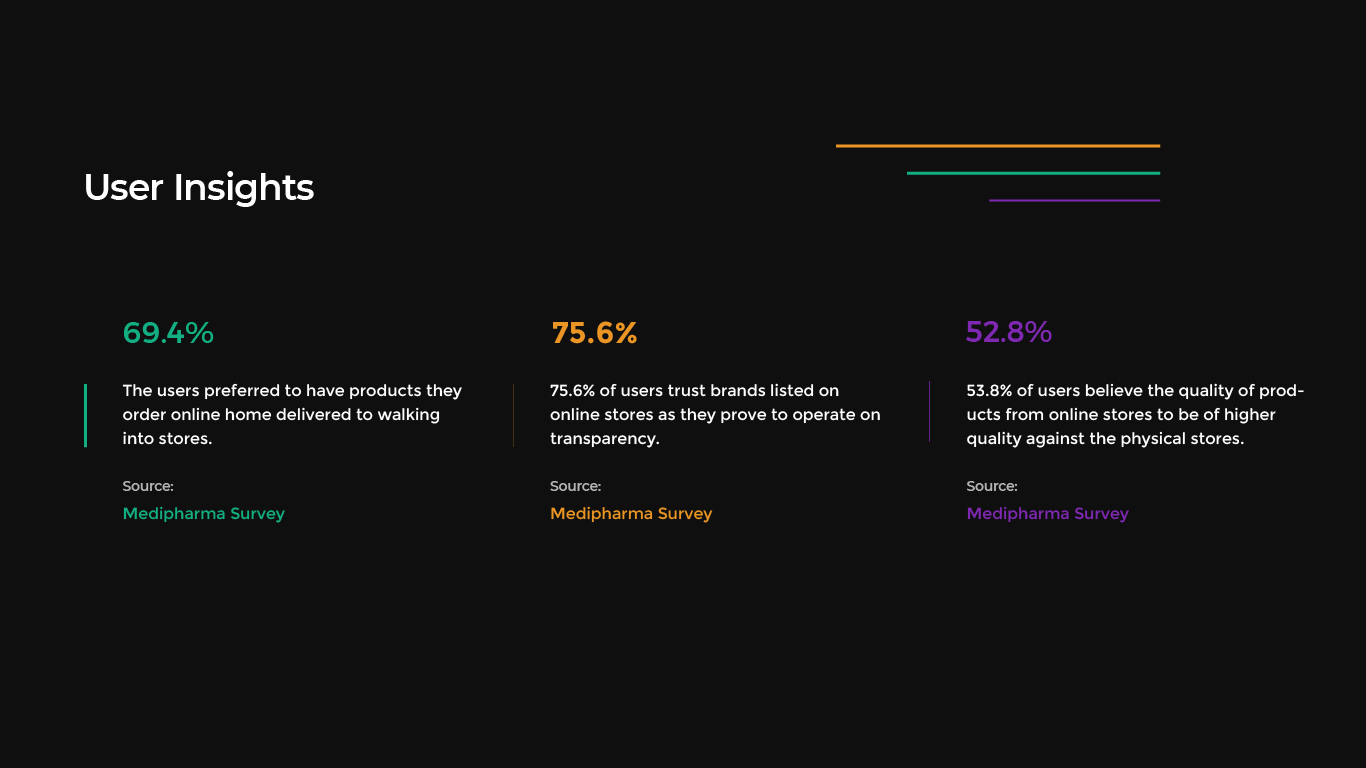 User Insights
69.4%
The users preferred to have products they
order online home delivered to walking
into stores.
Source:
Medipharma Survey
75.6%
75.6% of users trust brands listed on
online stores as they prove to operate on
transparency.
Source:
Medipharma Survey
52.8%
53.8% of users believe the quality of prod-
ucts from online stores to be of higher
quality against the physical stores.
Source:
Medipharma Survey